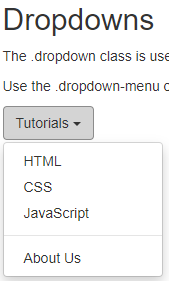 Dropdowns
The .dropdown class is use
Use the .dropdown-menu
Tutorials
HTML
CSS
JavaScript
About Us